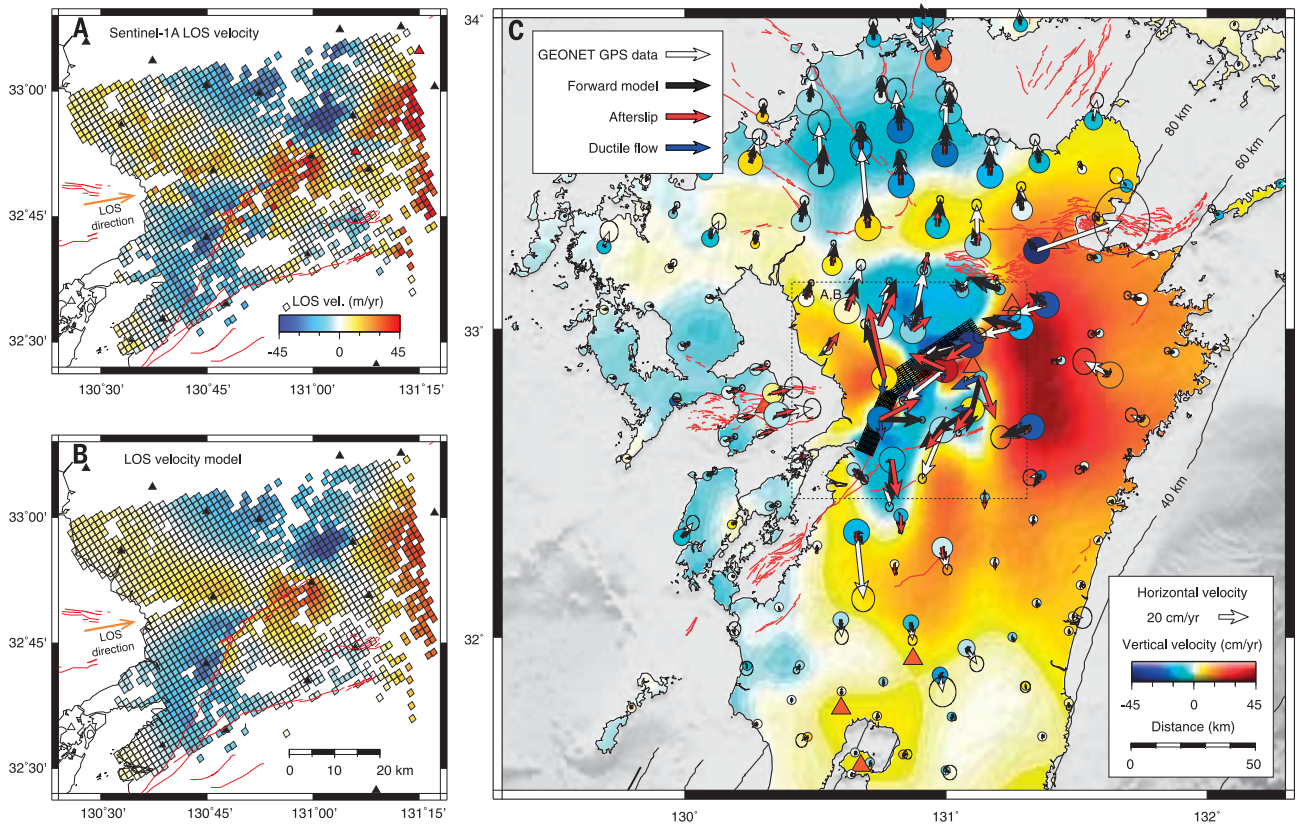 A
Sentinel-1A LOS velocity
33°00'
32°45'
32°30'
LOS
direction
LOS vel. (m/yr)
-45
0
45
130°30'
130°45'
131°00'
131°15'
B
LOS velocity model
33°00'
32°45'
32°30'
LOS
direction
0
10
20 km
130°30'
130°45'
131°00'
131°15'
C
GEONET GPS data
Forward model
Afterslip
Ductile flow
34°
33°
32°
A,B
80 km
60 km
40 km
Horizontal velocity
20 cm/yr
Vertical velocity (cm/yr)
-45
0
45
Distance (km)
0
50
130°
131°
132°